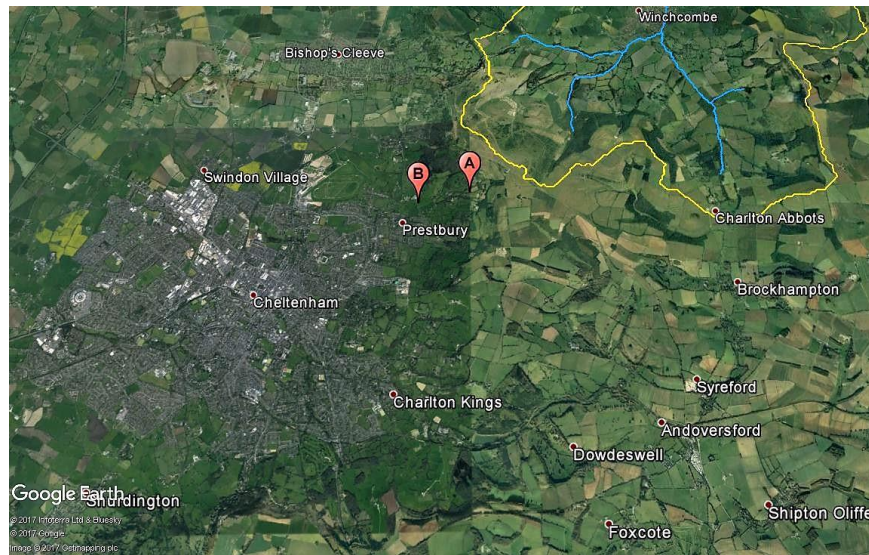 Winchcombe
Bishop's Cleeve
A
B
Swindon Village
Charlton Abbots
Prestbury
Brockhampton
Cheltenham
Syreford
Charlton Kings
Andoversford
Dowdeswell
Google Earth
Shurdington
Shipton Oliffe
© 2017 Infoterra Ltd & Bluesky
Foxcote
© 2017 Google
Image © 2017 Getmapping plc